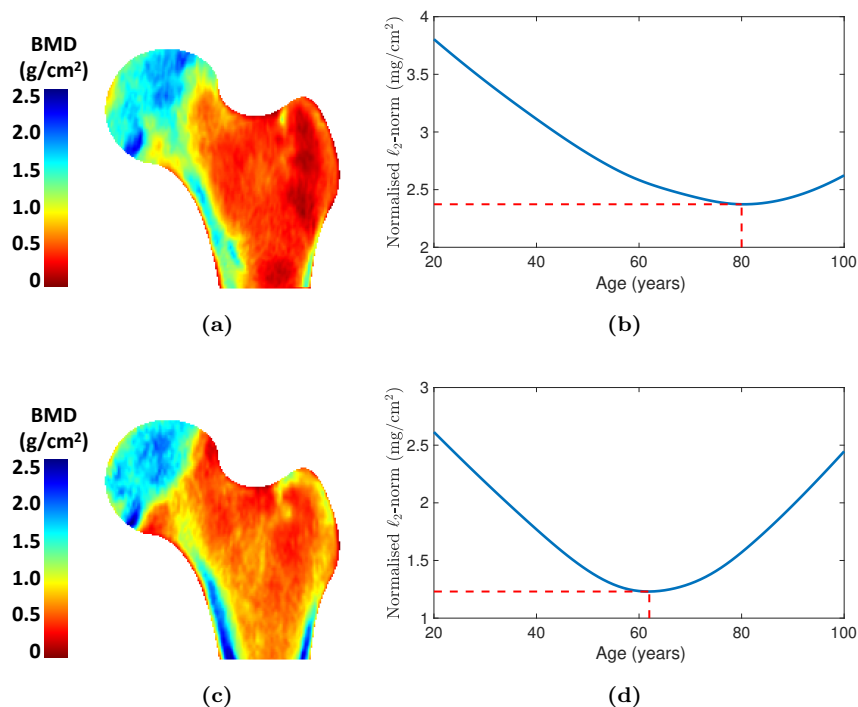 BMD
(g/cm²)
2.5
2.0
1.5
1.0
0.5
0
(a)
Normalised ℓ₂-norm (mg/cm²)
4
3.5
3
2.5
2
20 40 60 80 100
Age (years)
(b)
BMD
(g/cm²)
2.5
2.0
1.5
1.0
0.5
0
(c)
Normalised ℓ₂-norm (mg/cm²)
3
2.5
2
1.5
1
20 40 60 80 100
Age (years)
(d)